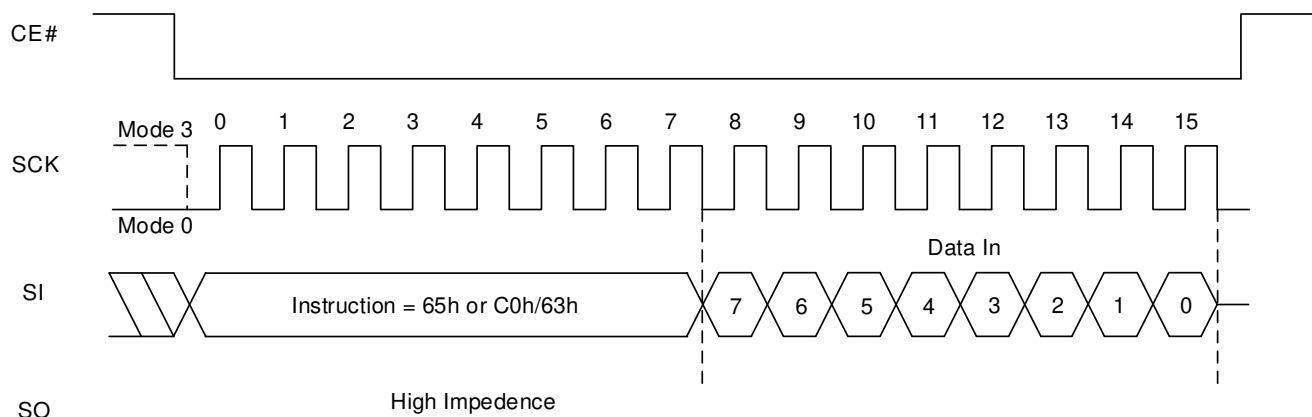 CE#
Mode 3
0 1 2 3 4 5 6 7 8 9 10 11 12 13 14 15
SCK
Mode 0
Data In
SI
Instruction = 65h or C0h/63h
7 6 5 4 3 2 1 0
High Impedence
SO